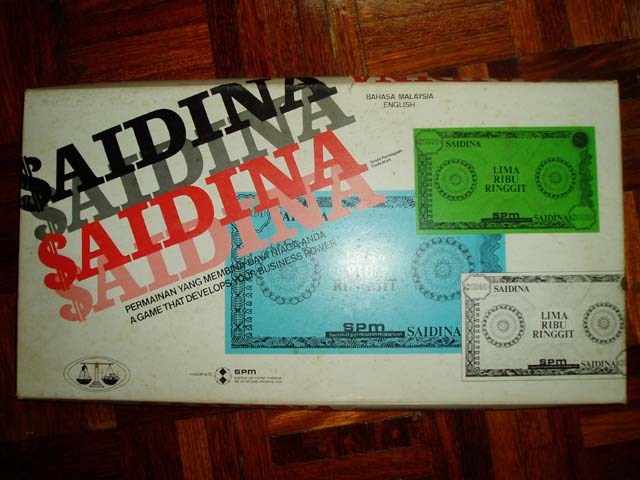 BAHASA MALAYSIA
ENGLISH
$AIDINA
$AIDINA
$AIDINA
$AIDINA
PERMAINAN YANG MEMBINA DAYA NIAGA ANDA
A GAME THAT DEVELOPS YOUR BUSINESS POWER
SAIDINA
LIMA
RIBU
RINGGIT
spm
SAIDINA
SAIDINA
RIBU
RINGGIT
spm
SAIDINA
LIMA
RIBU
RINGGIT
spm
SAIDINA
spm